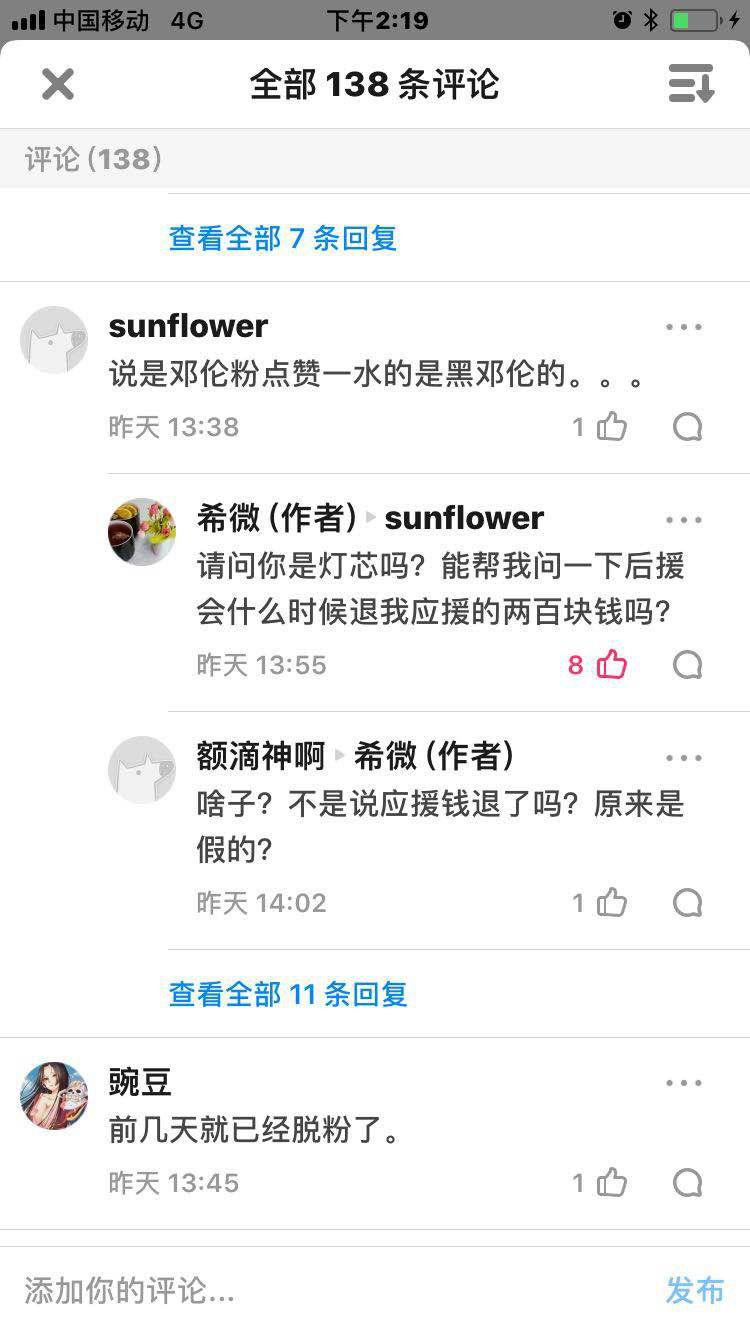 中国移动 4G 下午2:19
全部 138 条评论
评论(138)
查看全部 7 条回复
sunflower
说是邓伦粉点赞一水的是黑邓伦的。。。
昨天 13:38 1
希微(作者) sunflower
请问你是灯芯吗？能帮我问一下后援
会什么时候退我应援的两百块钱吗？
昨天 13:55 8
额滴神啊 希微(作者)
啥子？不是说应援钱退了吗？原来是
假的？
昨天 14:02 1
查看全部 11 条回复
豌豆
前几天就已经脱粉了。
昨天 13:45 1
添加你的评论... 发布